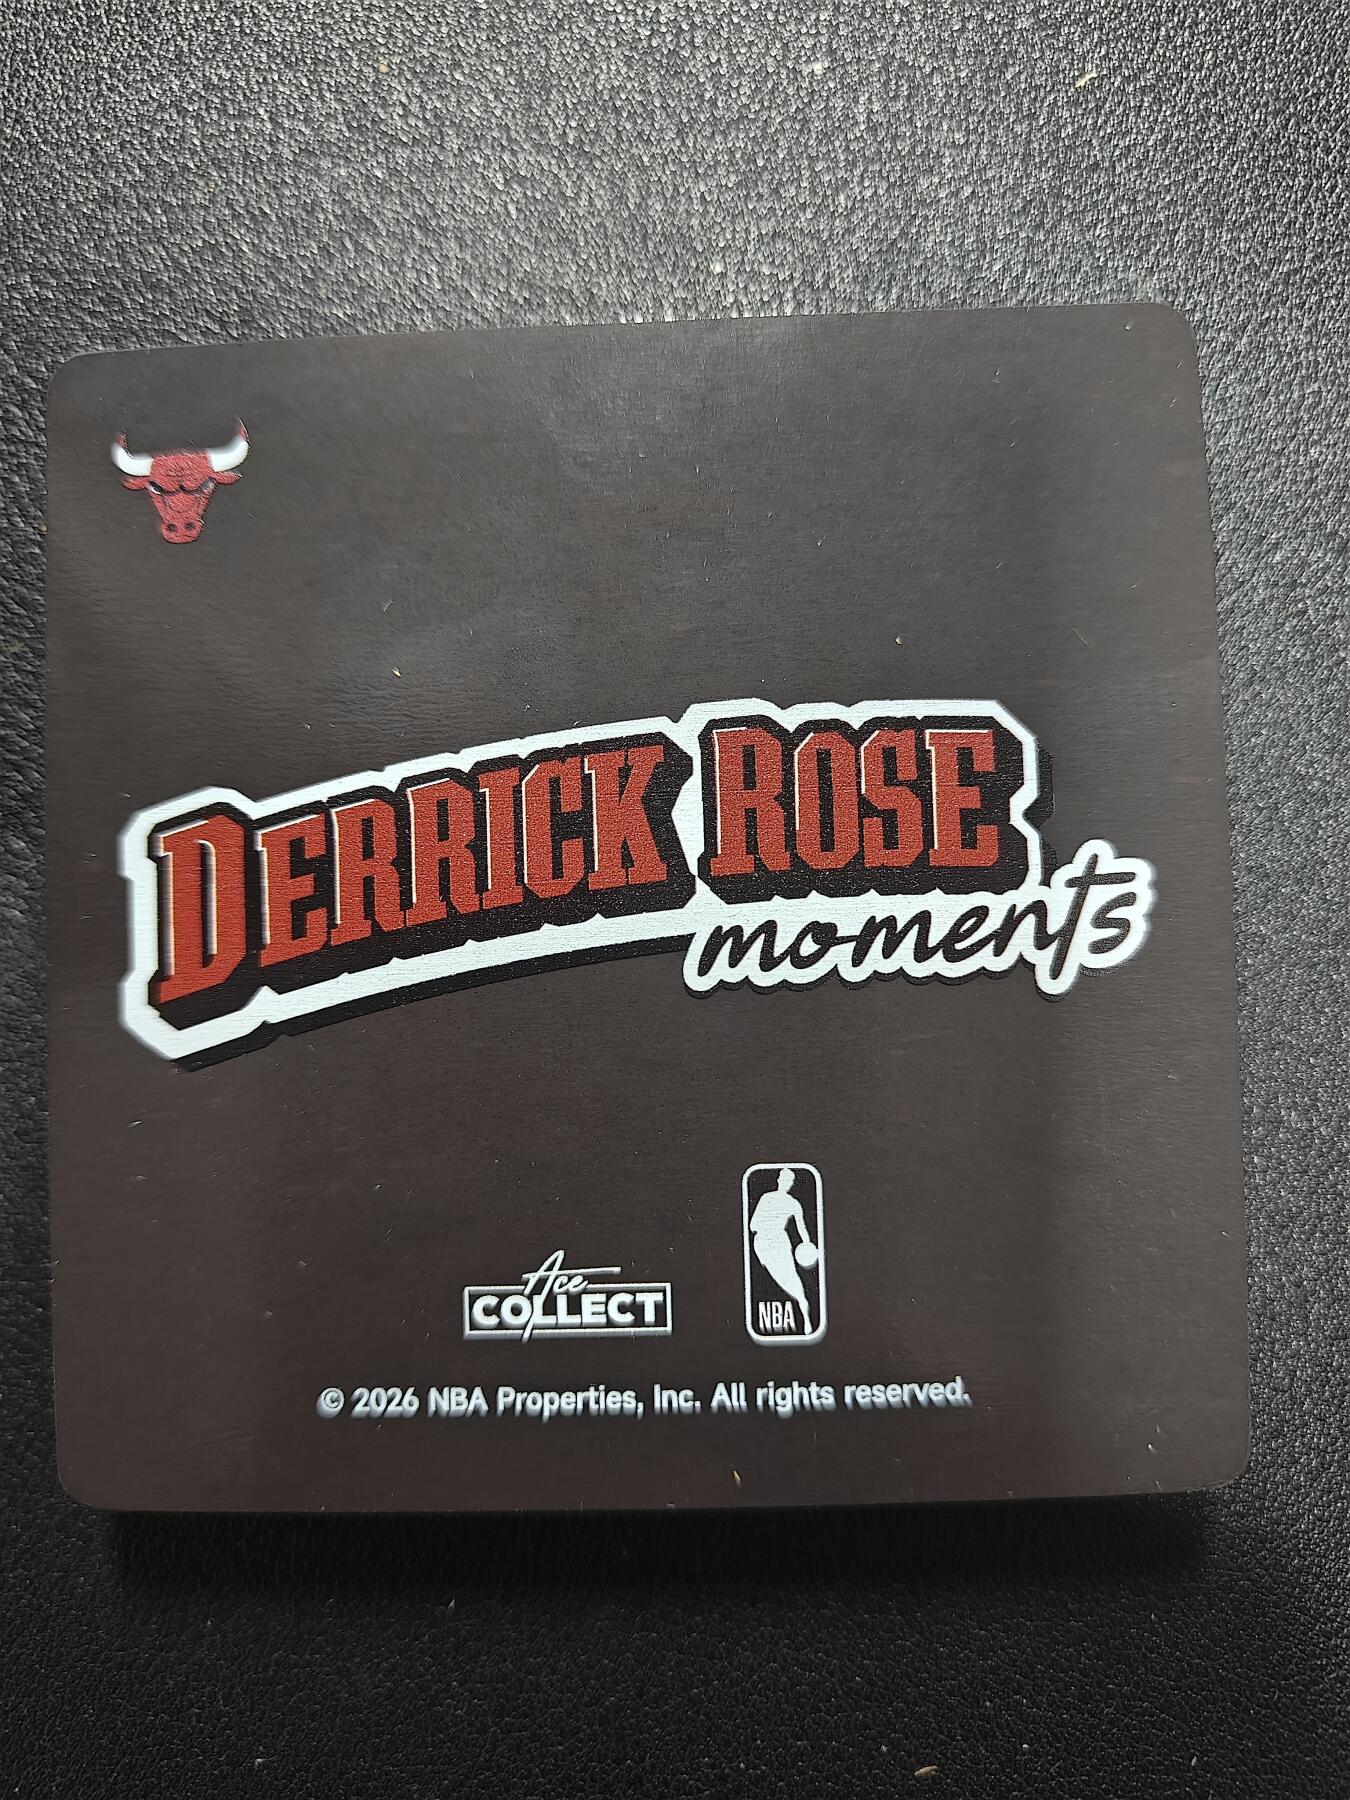 DERRICK ROSE
moments
Ace
COLLECT
NBA
© 2026 NBA Properties, Inc. All rights reserved.